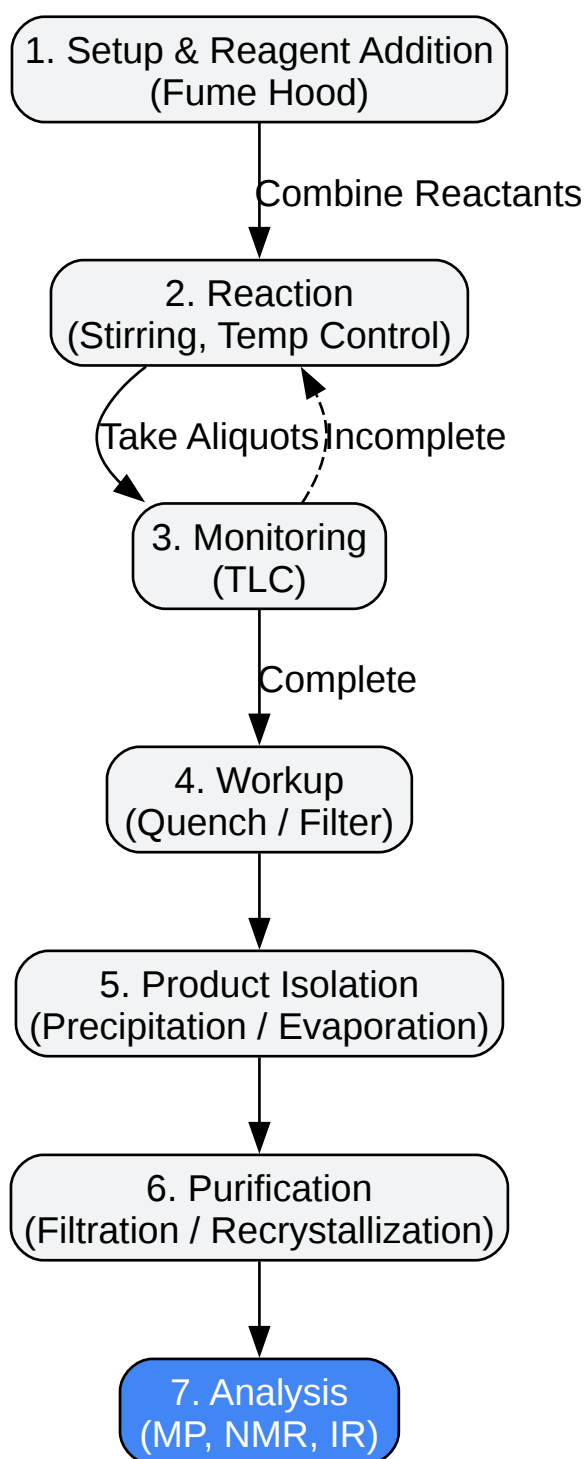 1. Setup & Reagent Addition
(Fume Hood)
Combine Reactants
2. Reaction
(Stirring, Temp Control)
Take Aliquots
Incomplete
3. Monitoring
(TLC)
Complete
4. Workup
(Quench / Filter)
5. Product Isolation
(Precipitation / Evaporation)
6. Purification
(Filtration / Recrystallization)
7. Analysis
(MP, NMR, IR)